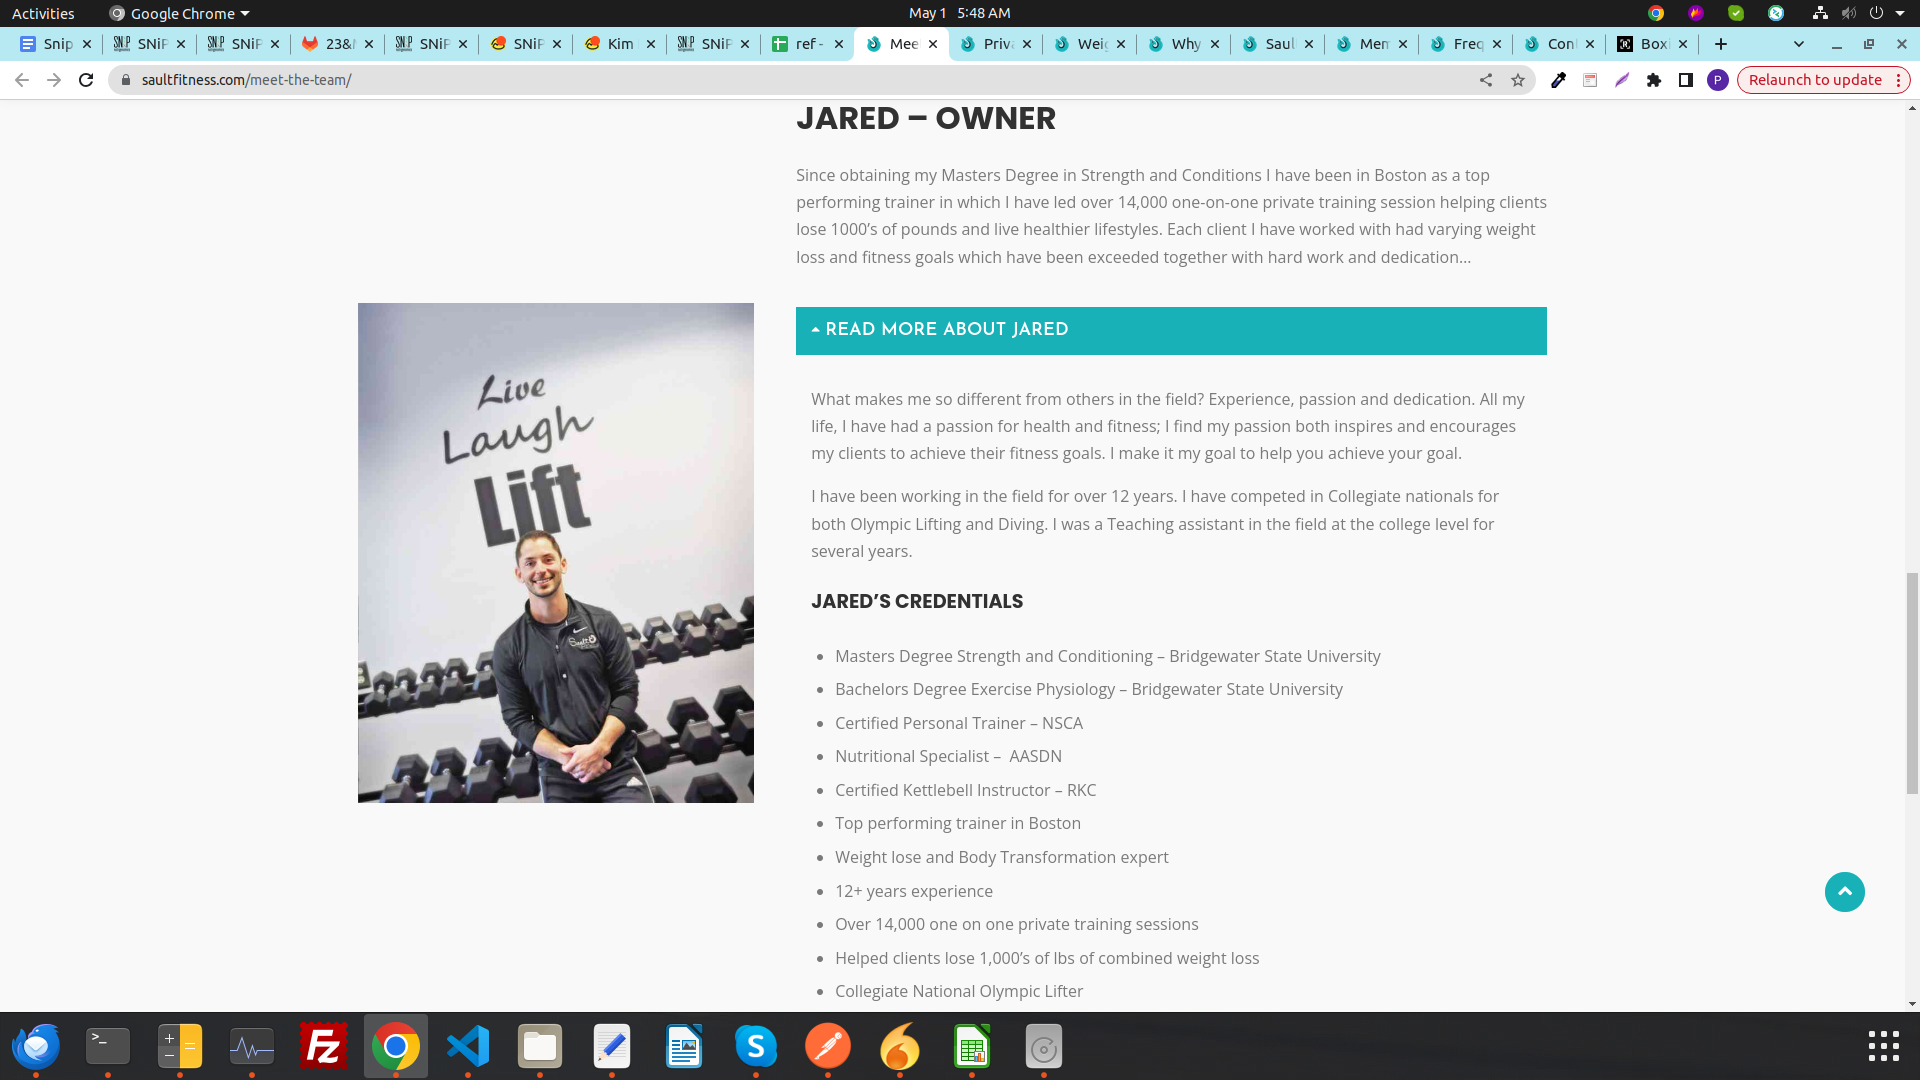 Activities
Google Chrome
May 1 5:48 AM
Snip
SNiP
SNiP
23&
SNiP
SNiP
Kim
SNiP
ref -
Mee
Priv
Weig
Why
Saul
Mem
Freq
Con
Box
saultfitness.com/meet-the-team/
P
Relaunch to update
JARED – OWNER
Since obtaining my Masters Degree in Strength and Conditions I have been in Boston as a top
performing trainer in which I have led over 14,000 one-on-one private training session helping clients
lose 1000’s of pounds and live healthier lifestyles. Each client I have worked with had varying weight
loss and fitness goals which have been exceeded together with hard work and dedication…
READ MORE ABOUT JARED
Live
Laugh
Lift
What makes me so different from others in the field? Experience, passion and dedication. All my
life, I have had a passion for health and fitness; I find my passion both inspires and encourages
my clients to achieve their fitness goals. I make it my goal to help you achieve your goal.
I have been working in the field for over 12 years. I have competed in Collegiate nationals for
both Olympic Lifting and Diving. I was a Teaching assistant in the field at the college level for
several years.
JARED’S CREDENTIALS
Masters Degree Strength and Conditioning – Bridgewater State University
Bachelors Degree Exercise Physiology – Bridgewater State University
Certified Personal Trainer – NSCA
Nutritional Specialist – AASDN
Certified Kettlebell Instructor – RKC
Top performing trainer in Boston
Weight lose and Body Transformation expert
12+ years experience
Over 14,000 one on one private training sessions
Helped clients lose 1,000’s of lbs of combined weight loss
Collegiate National Olympic Lifter